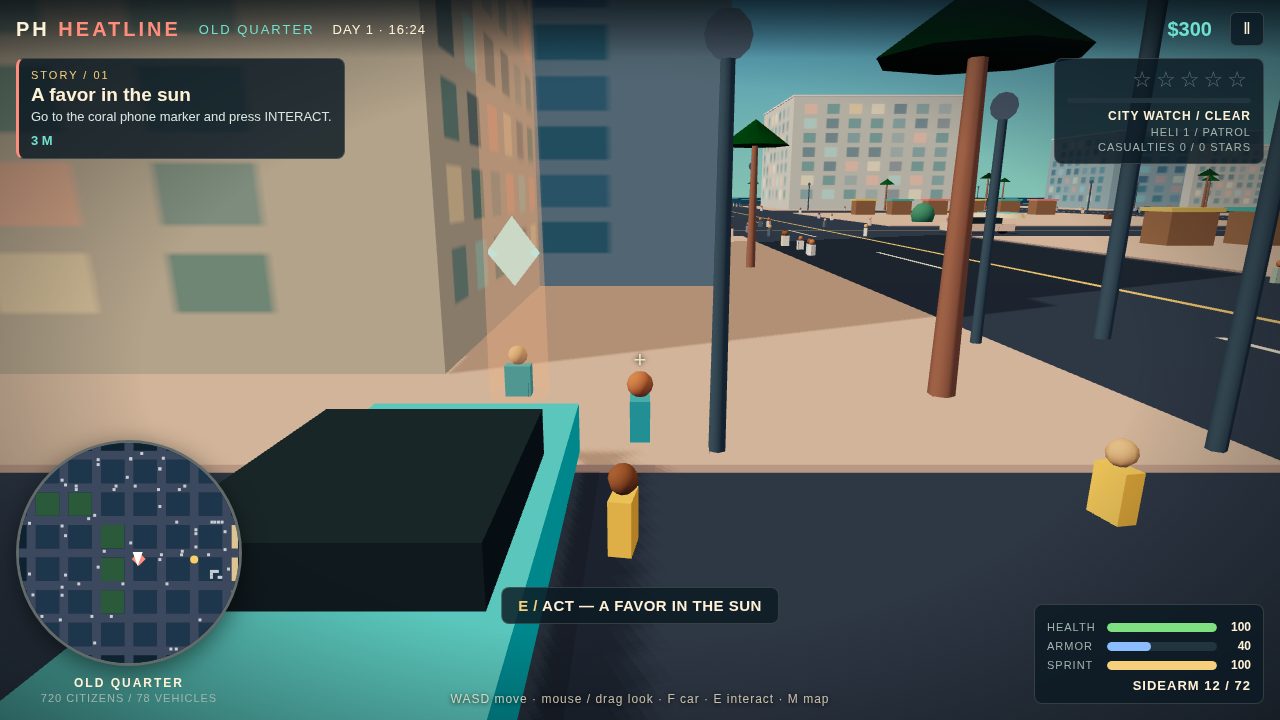 PH HEATLINE OLD QUARTER DAY 1 · 16:24
$300 II
STORY / 01
A favor in the sun
Go to the coral phone marker and press INTERACT.
3 M
☆ ☆ ☆ ☆ ☆
CITY WATCH / CLEAR
HELI 1 / PATROL
CASUALTIES 0 / 0 STARS
E / ACT — A FAVOR IN THE SUN
OLD QUARTER
720 CITIZENS / 78 VEHICLES
WASD move · mouse / drag look · F car · E interact · M map
HEALTH 100
ARMOR 40
SPRINT 100
SIDEARM 12 / 72